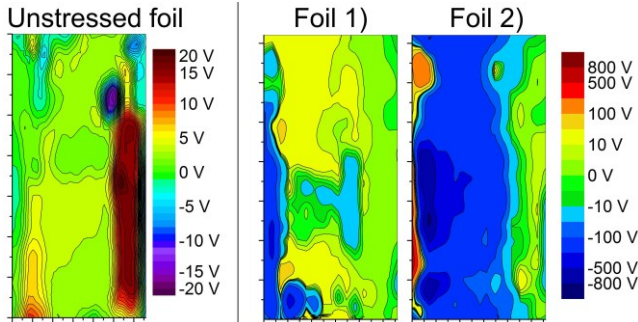 Unstressed foil
Foil 1)
Foil 2)
20 V
15 V
10 V
5 V
0 V
-5 V
-10 V
-15 V
-20 V
800 V
500 V
100 V
10 V
0 V
-10 V
-100 V
-500 V
-800 V